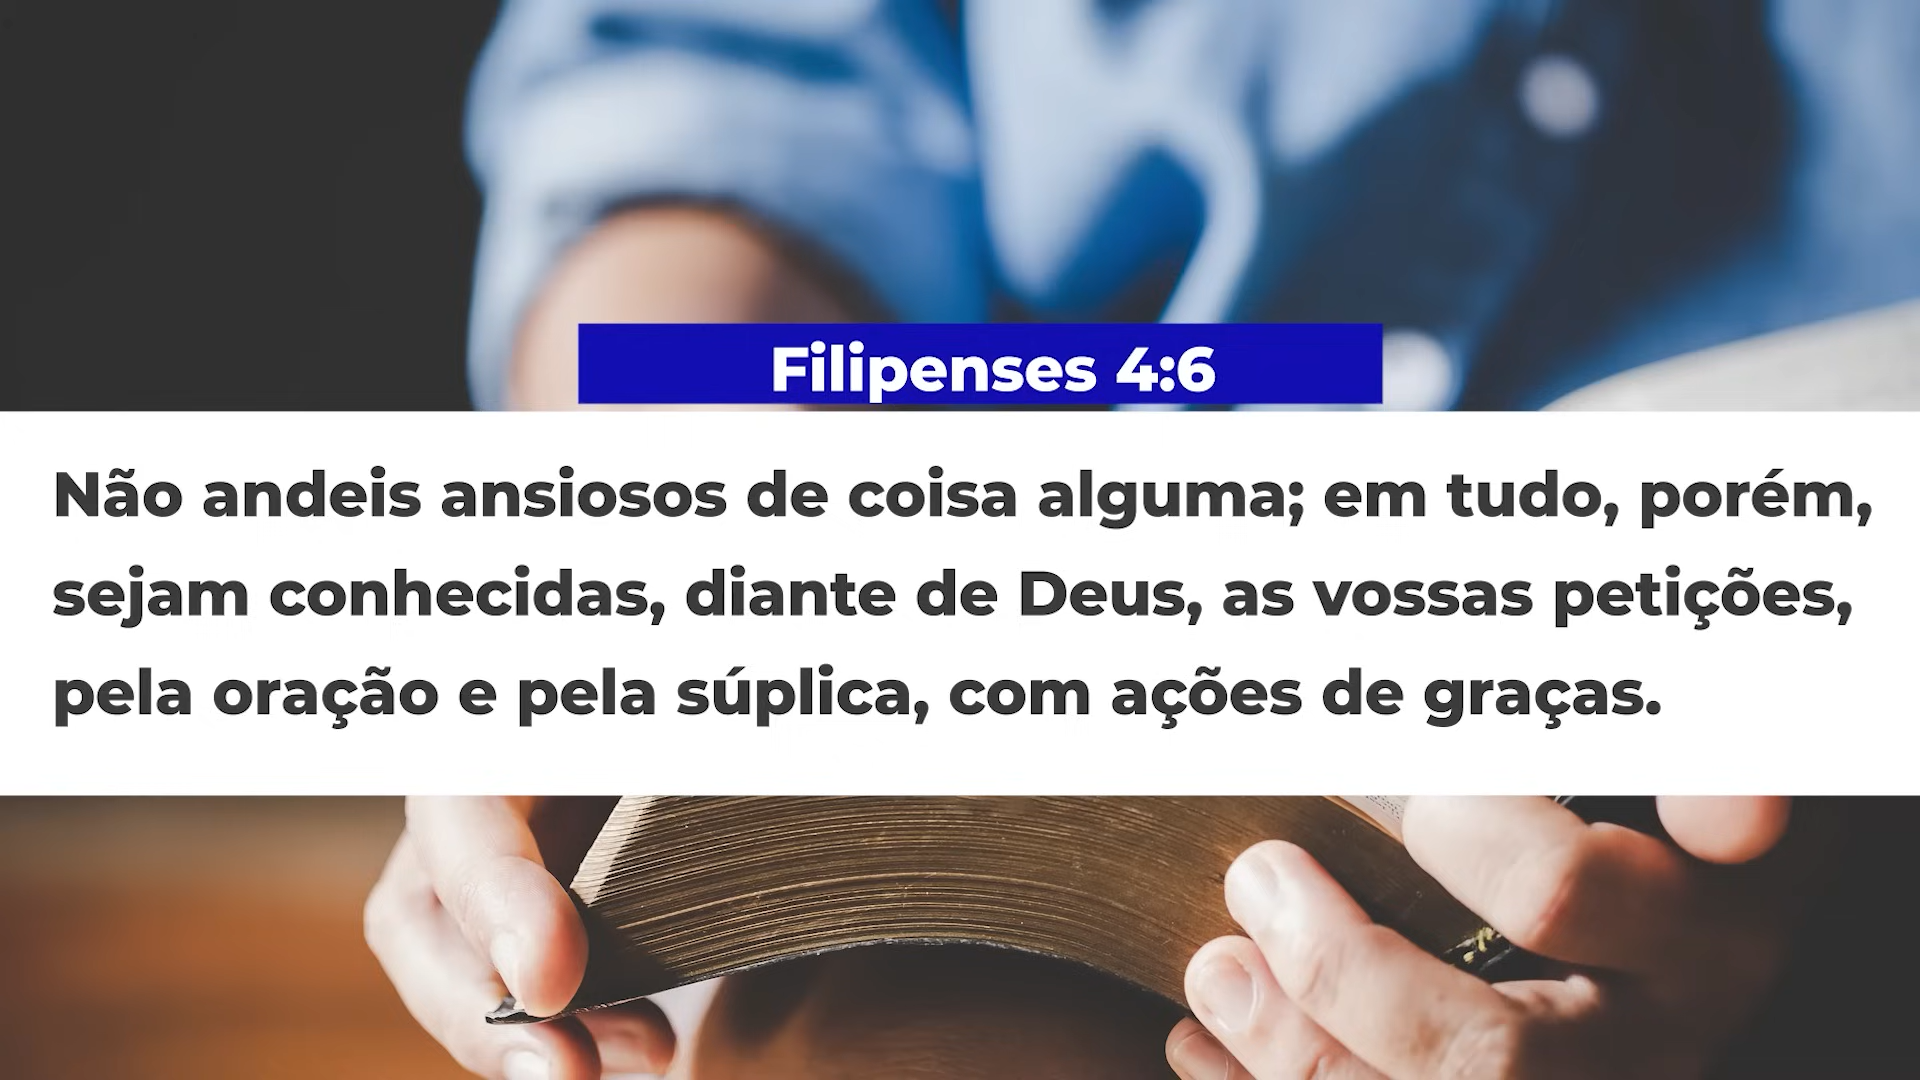 Filipenses 4:6
Não andeis ansiosos de coisa alguma; em tudo, porém,
sejam conhecidas, diante de Deus, as vossas petições,
pela oração e pela súplica, com ações de graças.